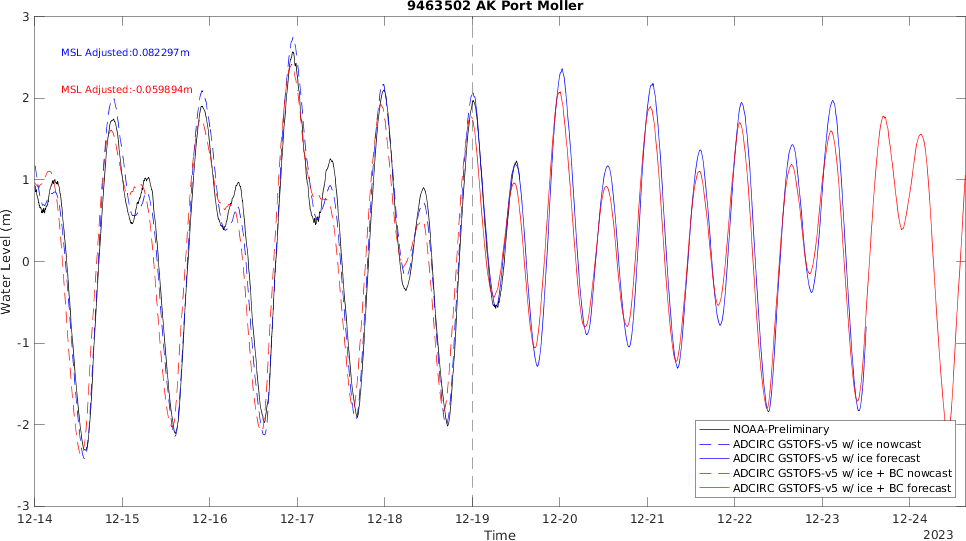 9463502 AK Port Moller
MSL Adjusted:0.082297m
MSL Adjusted:-0.059894m
Water Level (m)
3
2
1
0
-1
-2
-3
NOAA-Preliminary
ADCIRC GSTOFS-v5 w/ ice nowcast
ADCIRC GSTOFS-v5 w/ ice forecast
ADCIRC GSTOFS-v5 w/ ice + BC nowcast
ADCIRC GSTOFS-v5 w/ ice + BC forecast
12-14 12-15 12-16 12-17 12-18 12-19 12-20 12-21 12-22 12-23 12-24
Time
2023